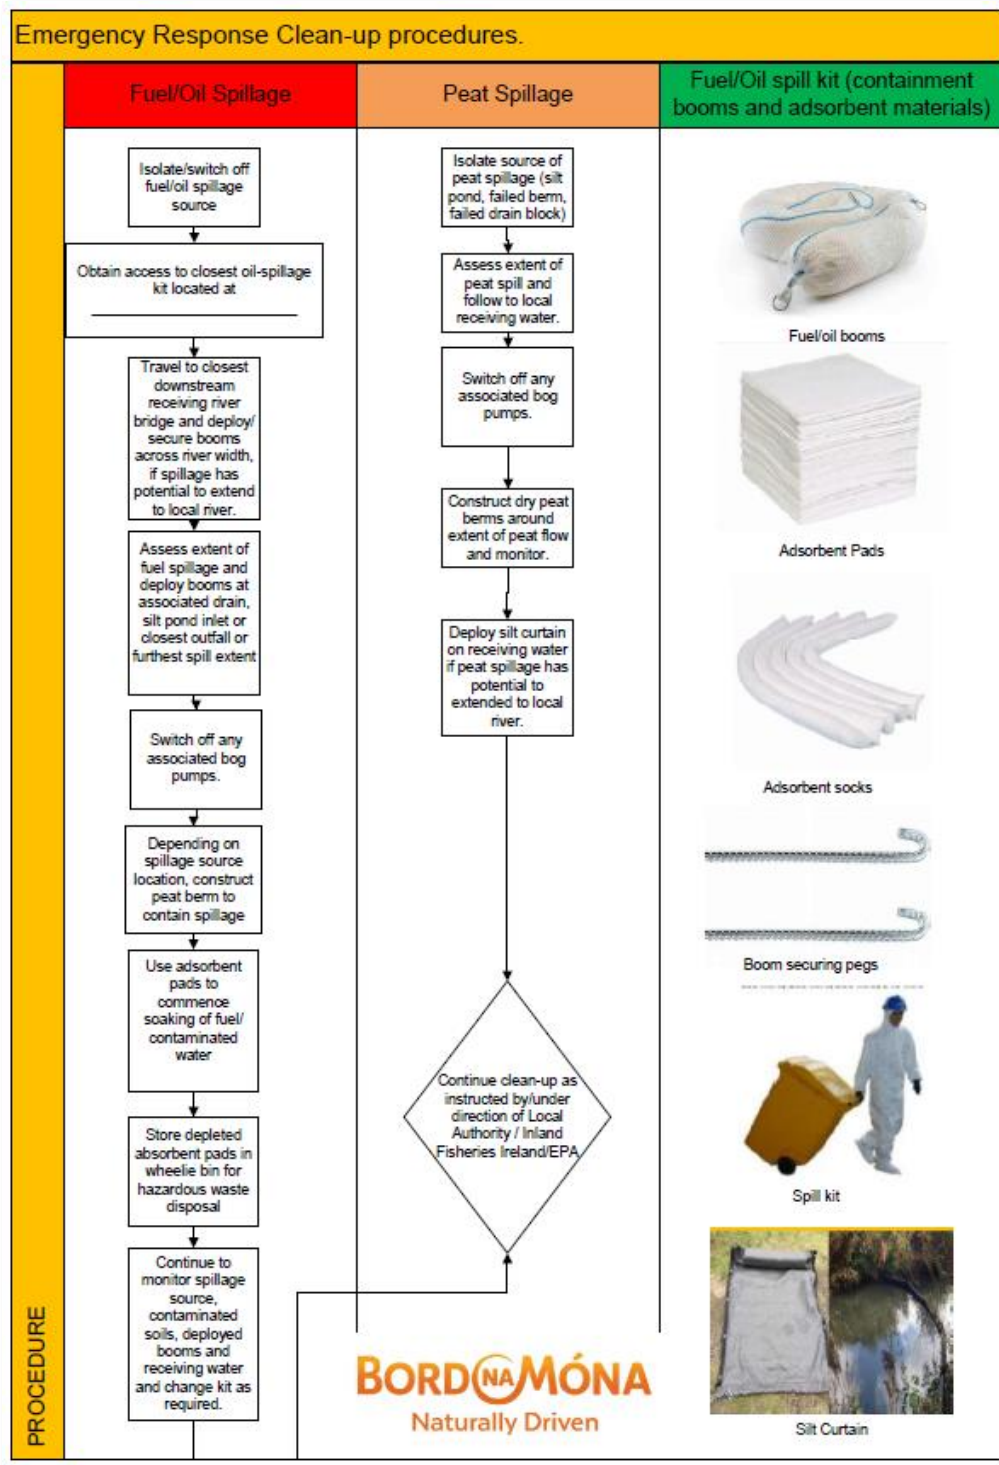 Emergency Response Clean-up procedures.
PROCEDURE
Fuel/Oil Spillage
Isolate/switch off
fuel/oil spillage
source
Obtain access to closest oil-spillage
kit located at
Travel to closest
downstream
receiving river
bridge and deploy/
secure booms
across river width,
if spillage has
potential to extend
to local river.
Assess extent of
fuel spillage and
deploy booms at
associated drain,
silt pond inlet or
closest outfall or
furthest spill extent
Switch off any
associated bog
pumps.
Depending on
spillage source
location, construct
peat berm to
contain spillage
Use adsorbent
pads to
commence
soaking of fuel/
contaminated
water
Store depleted
absorbent pads in
wheelie bin for
hazardous waste
disposal
Continue to
monitor spillage
source,
contaminated
soils, deployed
booms and
receiving water
and change kit as
required.
Peat Spillage
Isolate source of
peat spillage (silt
pond, failed berm,
failed drain block)
Assess extent of
peat spill and
follow to local
receiving water.
Switch off any
associated bog
pumps.
Construct dry peat
berms around
extent of peat flow
and monitor.
Deploy silt curtain
on receiving water
if peat spillage has
potential to
extended to local
river.
Continue clean-up as
instructed by/under
direction of Local
Authority / Inland
Fisheries Ireland/EPA
BORD NA MÓNA
Naturally Driven
Fuel/Oil spill kit (containment
booms and adsorbent materials)
Fuel/oil booms
Adsorbent Pads
Adsorbent socks
Boom securing pegs
Spill kit
Silt Curtain